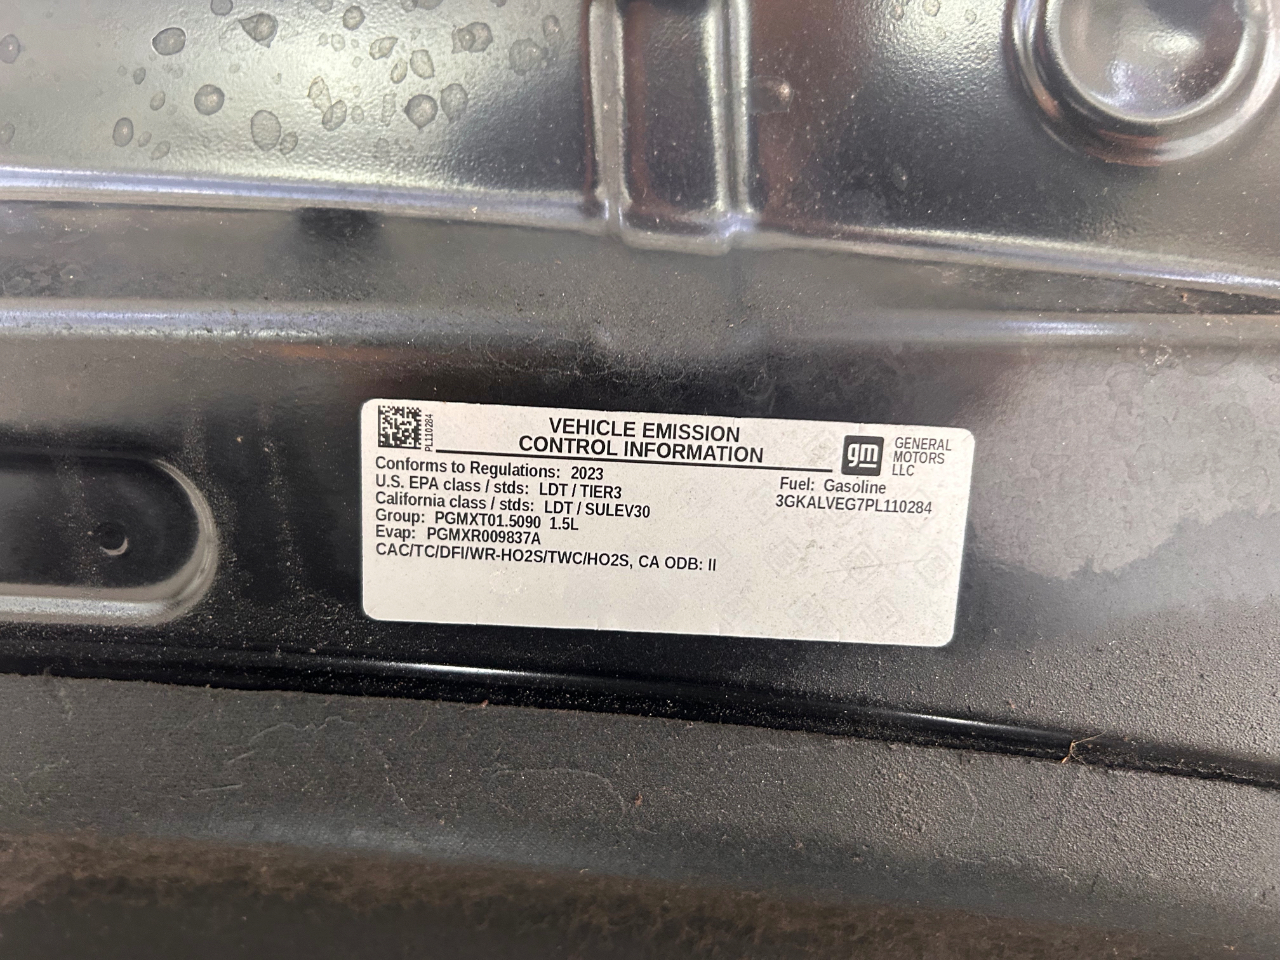 PL110284
VEHICLE EMISSION
CONTROL INFORMATION
gm
GENERAL
MOTORS
LLC
Conforms to Regulations: 2023
U.S. EPA class / stds: LDT / TIER3
California class / stds: LDT / SULEV30
Group: PGMXT01.5090 1.5L
Evap: PGMXR009837A
CAC/TC/DFI/WR-HO2S/TWC/HO2S, CA ODB: II
Fuel: Gasoline
3GKALVEG7PL110284